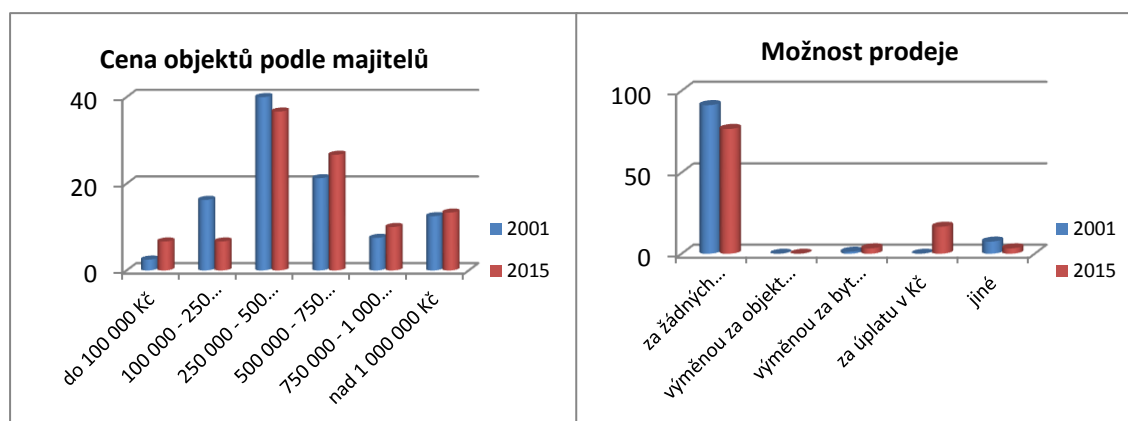 Cena objektů podle majitelů
40
20
0
do 100 000 Kč
100 000 - 250...
250 000 - 500...
500 000 - 750...
750 000 - 1 000...
nad 1 000 000 Kč
2001
2015
Možnost prodeje
100
50
0
za žádných...
výměnou za objekt...
výměnou za byt...
za úplatu v Kč
jiné
2001
2015